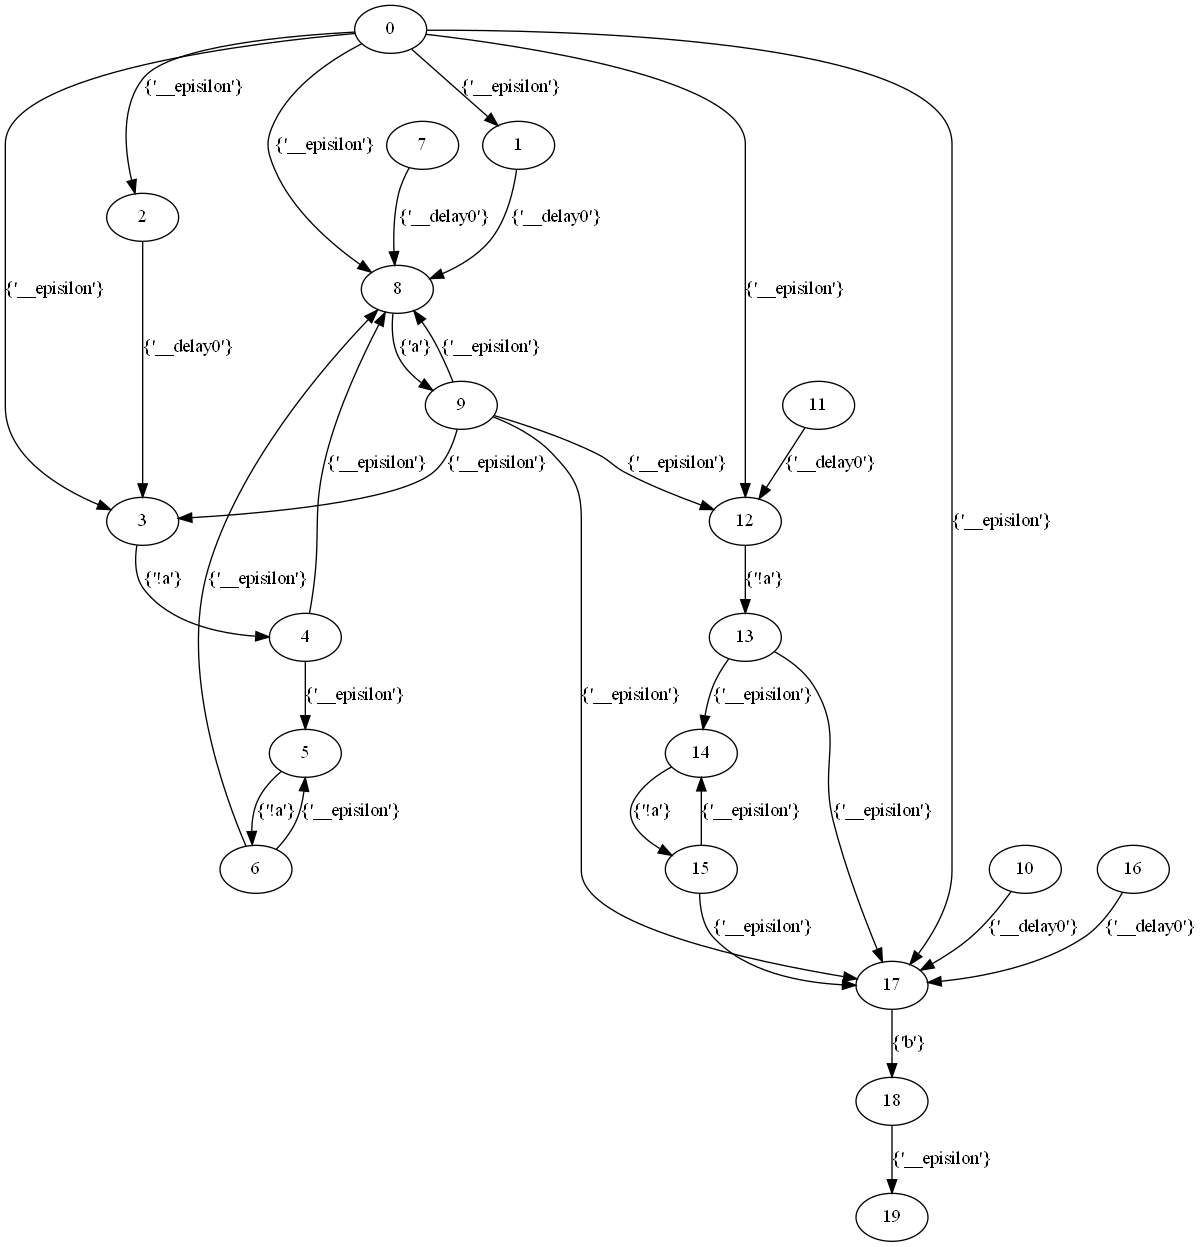 0
{'__episilon'} {'__episilon'}
{'__episilon'} 7 1
2 {'__delay0'} {'__delay0'}
{'__episilon'} 8 {'__episilon'}
{'__delay0'} {'a'} {'__episilon'}
9 11
{'__episilon'} {'__episilon'} {'__episilon'} {'__delay0'}
3 12 {'__episilon'}
{'!a'} {'__episilon'} {'!a'}
4 13
{'__episilon'} {'__episilon'} {'__episilon'}
5 14
{'!a'} {'__episilon'} {'!a'} {'__episilon'} {'__episilon'}
6 15 10 16
{'__episilon'} {'__delay0'} {'__delay0'}
17
{'b'}
18
{'__episilon'}
19